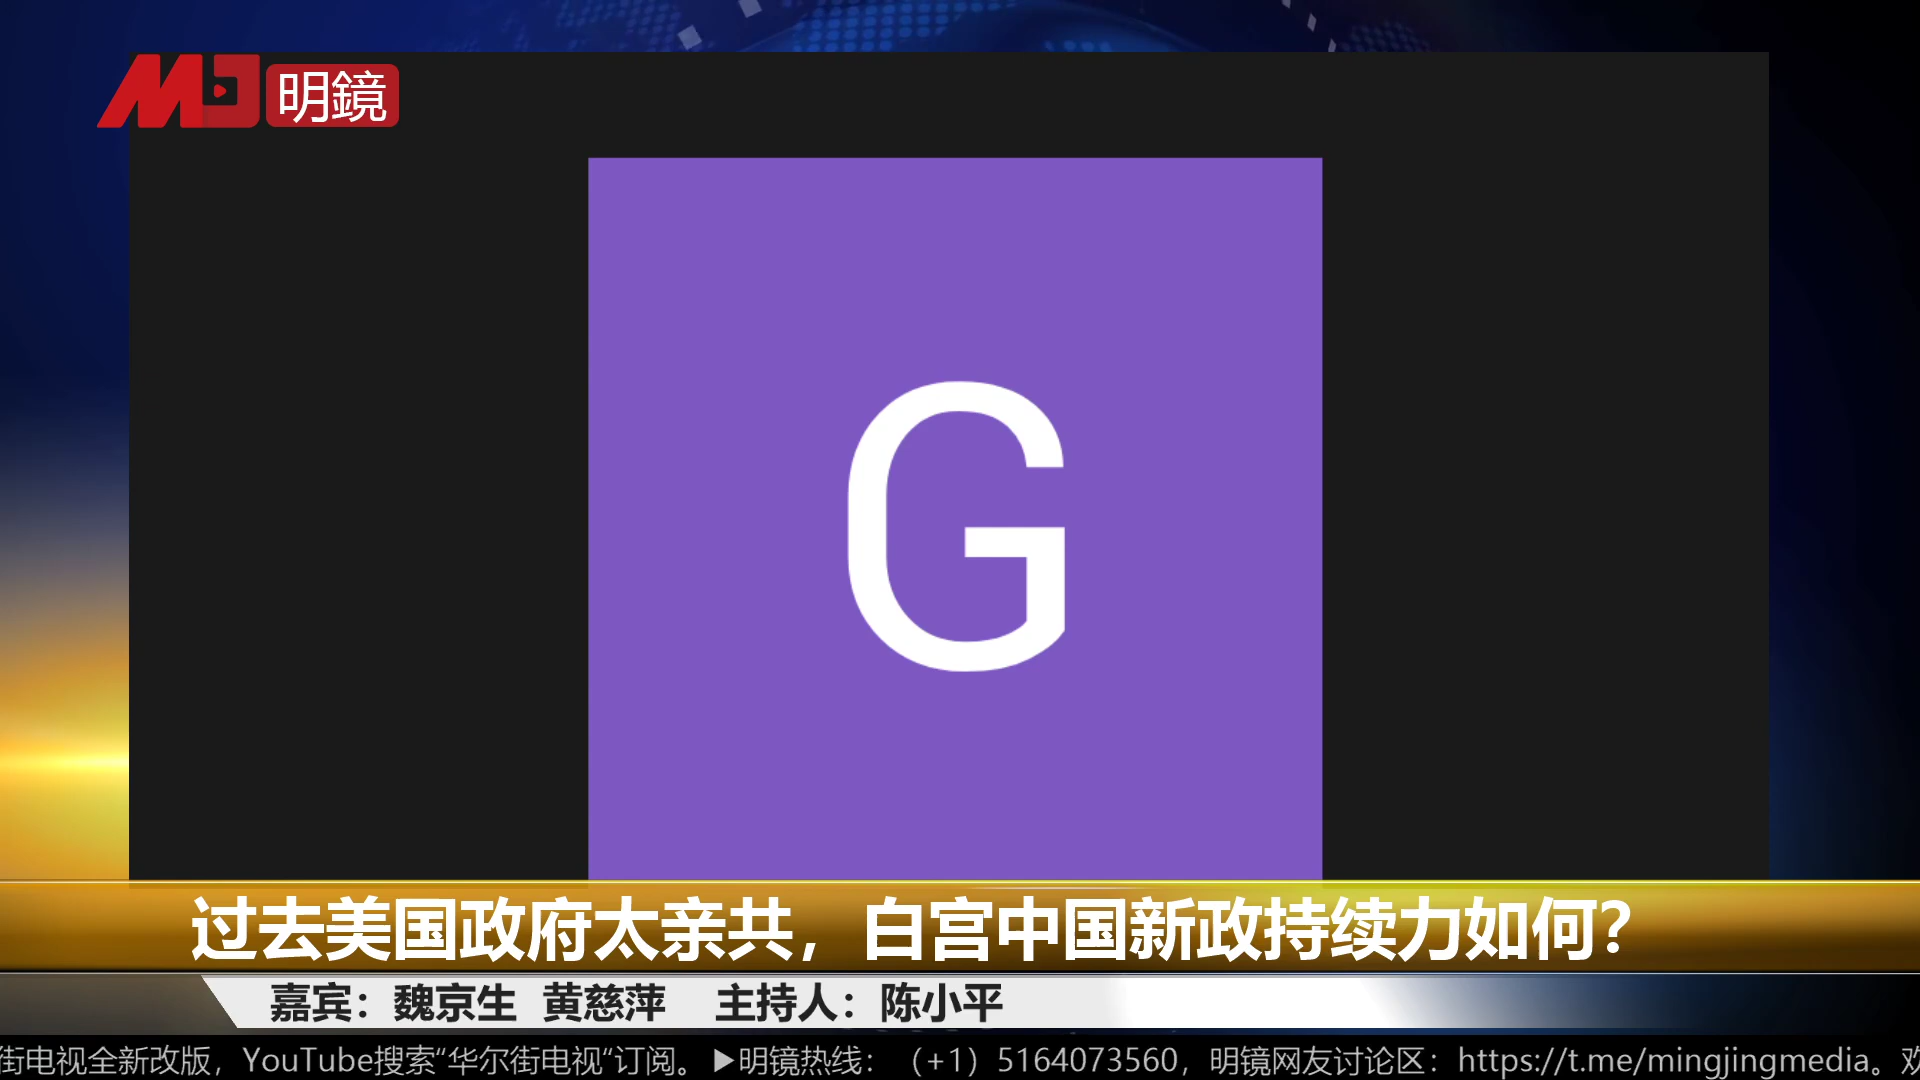 明鏡
G
过去美国政府太亲共，白宫中国新政持续力如何?
嘉宾：魏京生 黄慈萍 主持人：陈小平
街电视全新改版，YouTube搜索“华尔街电视“订阅。▶明镜热线：（+1）5164073560，明镜网友讨论区：https://t.me/mingjingmedia。欢